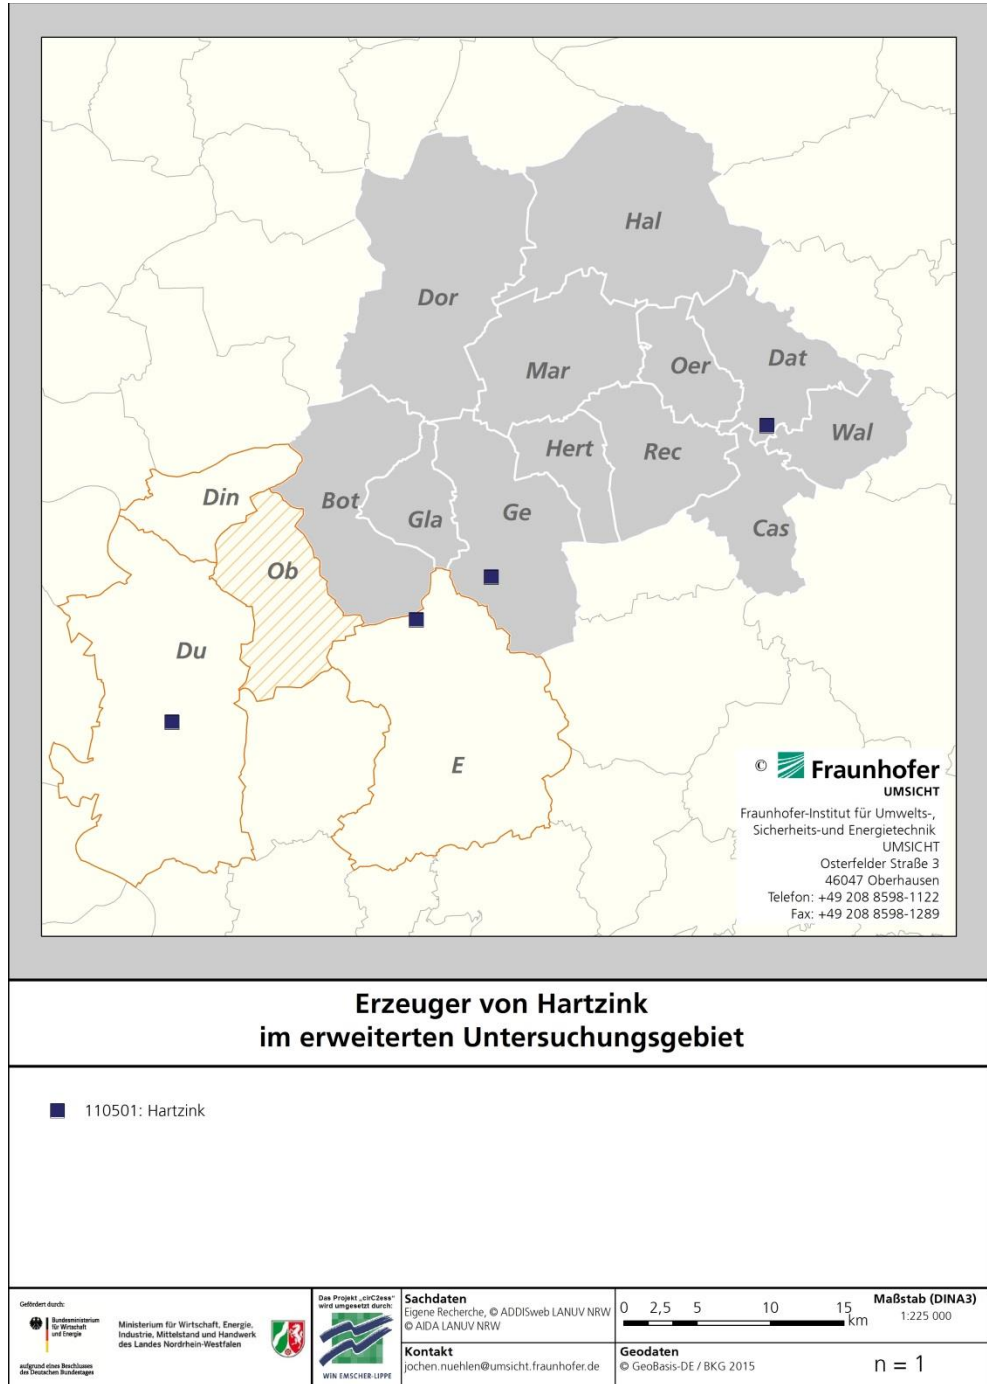 Hal
Dor
Mar
Oer
Dat
Wal
Hert
Rec
Din
Bot
Gla
Ge
Cas
Ob
Du
E
© Fraunhofer
UMSICHT
Fraunhofer-Institut für Umwelts-,
Sicherheits-und Energietechnik
UMSICHT
Osterfelder Straße 3
46047 Oberhausen
Telefon: +49 208 8598-1122
Fax: +49 208 8598-1289
Erzeuger von Hartzink
im erweiterten Untersuchungsgebiet
110501: Hartzink
Gefördert durch:
Bundesministerium
für Wirtschaft
und Energie
aufgrund eines Beschlusses
des Deutschen Bundestages
Ministerium für Wirtschaft, Energie,
Industrie, Mittelstand und Handwerk
des Landes Nordrhein-Westfalen
Das Projekt „cirC2ess"
wird umgesetzt durch:
WIN EMSCHER-LIPPE
Sachdaten
Eigene Recherche, © ADDISweb LANUV NRW
© AIDA LANUV NRW
Kontakt
jochen.nuehlen@umsicht.fraunhofer.de
0 2,5 5 10 15
km
Maßstab (DINA3)
1:225 000
Geodaten
© GeoBasis-DE / BKG 2015
n = 1